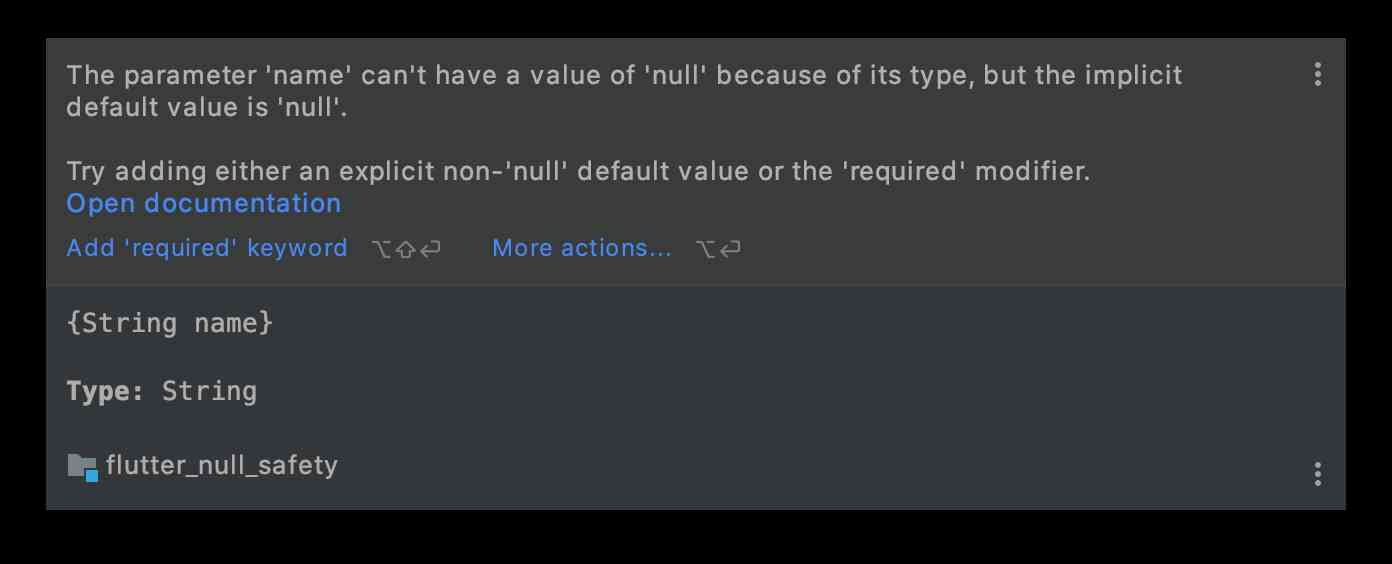 The parameter 'name' can't have a value of 'null' because of its type, but the implicit
default value is 'null'.
Try adding either an explicit non-'null' default value or the 'required' modifier.
Open documentation
Add 'required' keyword ⌥⇧⏎ More actions... ⌥⏎
{String name}
Type: String
flutter_null_safety